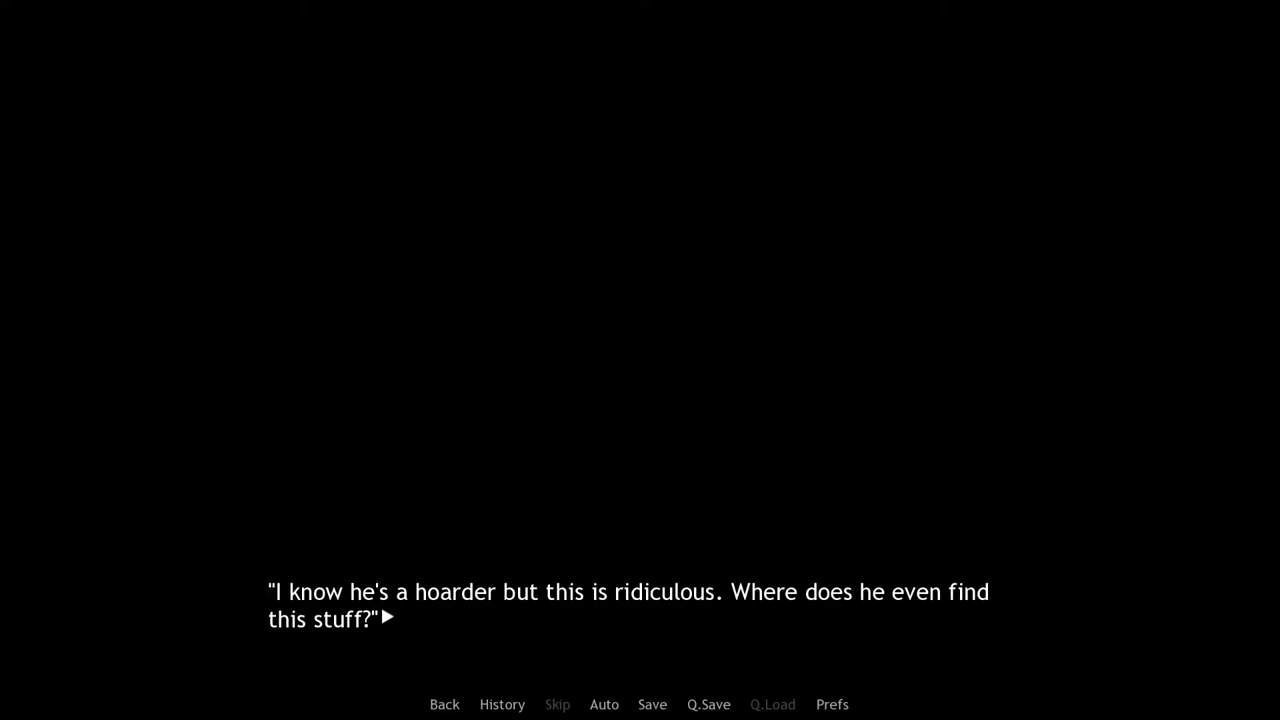 "I know he's a hoarder but this is ridiculous. Where does he even find
this stuff?"
Back History Skip Auto Save Q.Save Q.Load Prefs